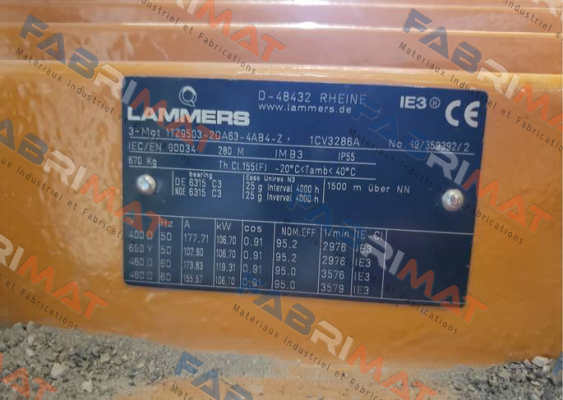 D-48432 RHEINE IE3 CE
LAMMERS www.lammers.de
3-Mot 1TZ9503-2DA63-4AB4-Z 1CV3286A No 19/359392/2
IEC/EN 60034 280 M IMB3 IP55
670 Kg Th.Cl.155(F) -20°C<Tamb<40°C
bearing Esso Unirex N3
DE 6315 C3 25 g Interval 4000 h 1500 m über NN
NDE 6315 C3 25 g Interval 4000 h
V Hz A kW cos NOM.EFF 1/min IE-Cl
400 D 50 177,71 106,70 0.91 95.2 2976 IE3
690 Y 50 102,60 106,70 0.91 95.2 2976 IE3
460 D 60 173,83 119,31 0.91 95.0 3576 IE3
460 D 60 155,57 106,70 0.91 95.0 3579 IE3
FABRIMAT
Materiaux Industriel et Fabrications